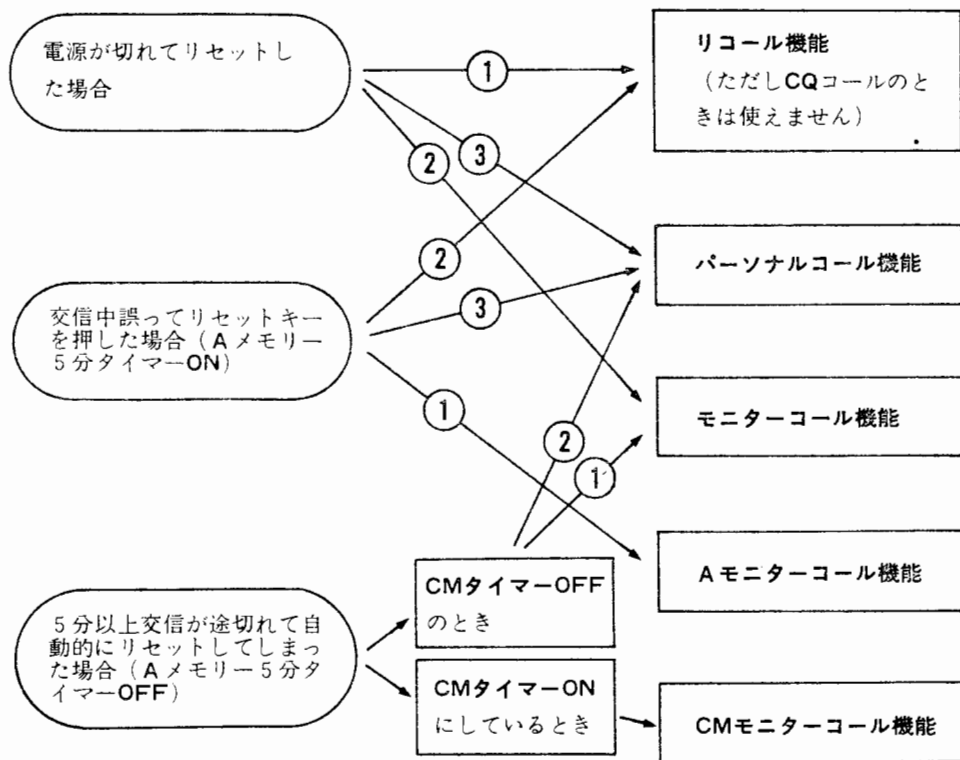 電源が切れてリセットし
た場合
①
リコール機能
（ただしCQコールのと
きは使えません）
②
③
②
パーソナルコール機能
交信中誤ってリセットキー
を押した場合（Aメモリー
5分タイマーON）
③
①
モニターコール機能
②
①
5分以上交信が途切れて自
動的にリセットしてしまっ
た場合（Aメモリー5分タ
イマーOFF）
CMタイマーOFF
のとき
Aモニターコール機能
CMタイマーON
にしているとき
CMモニターコール機能